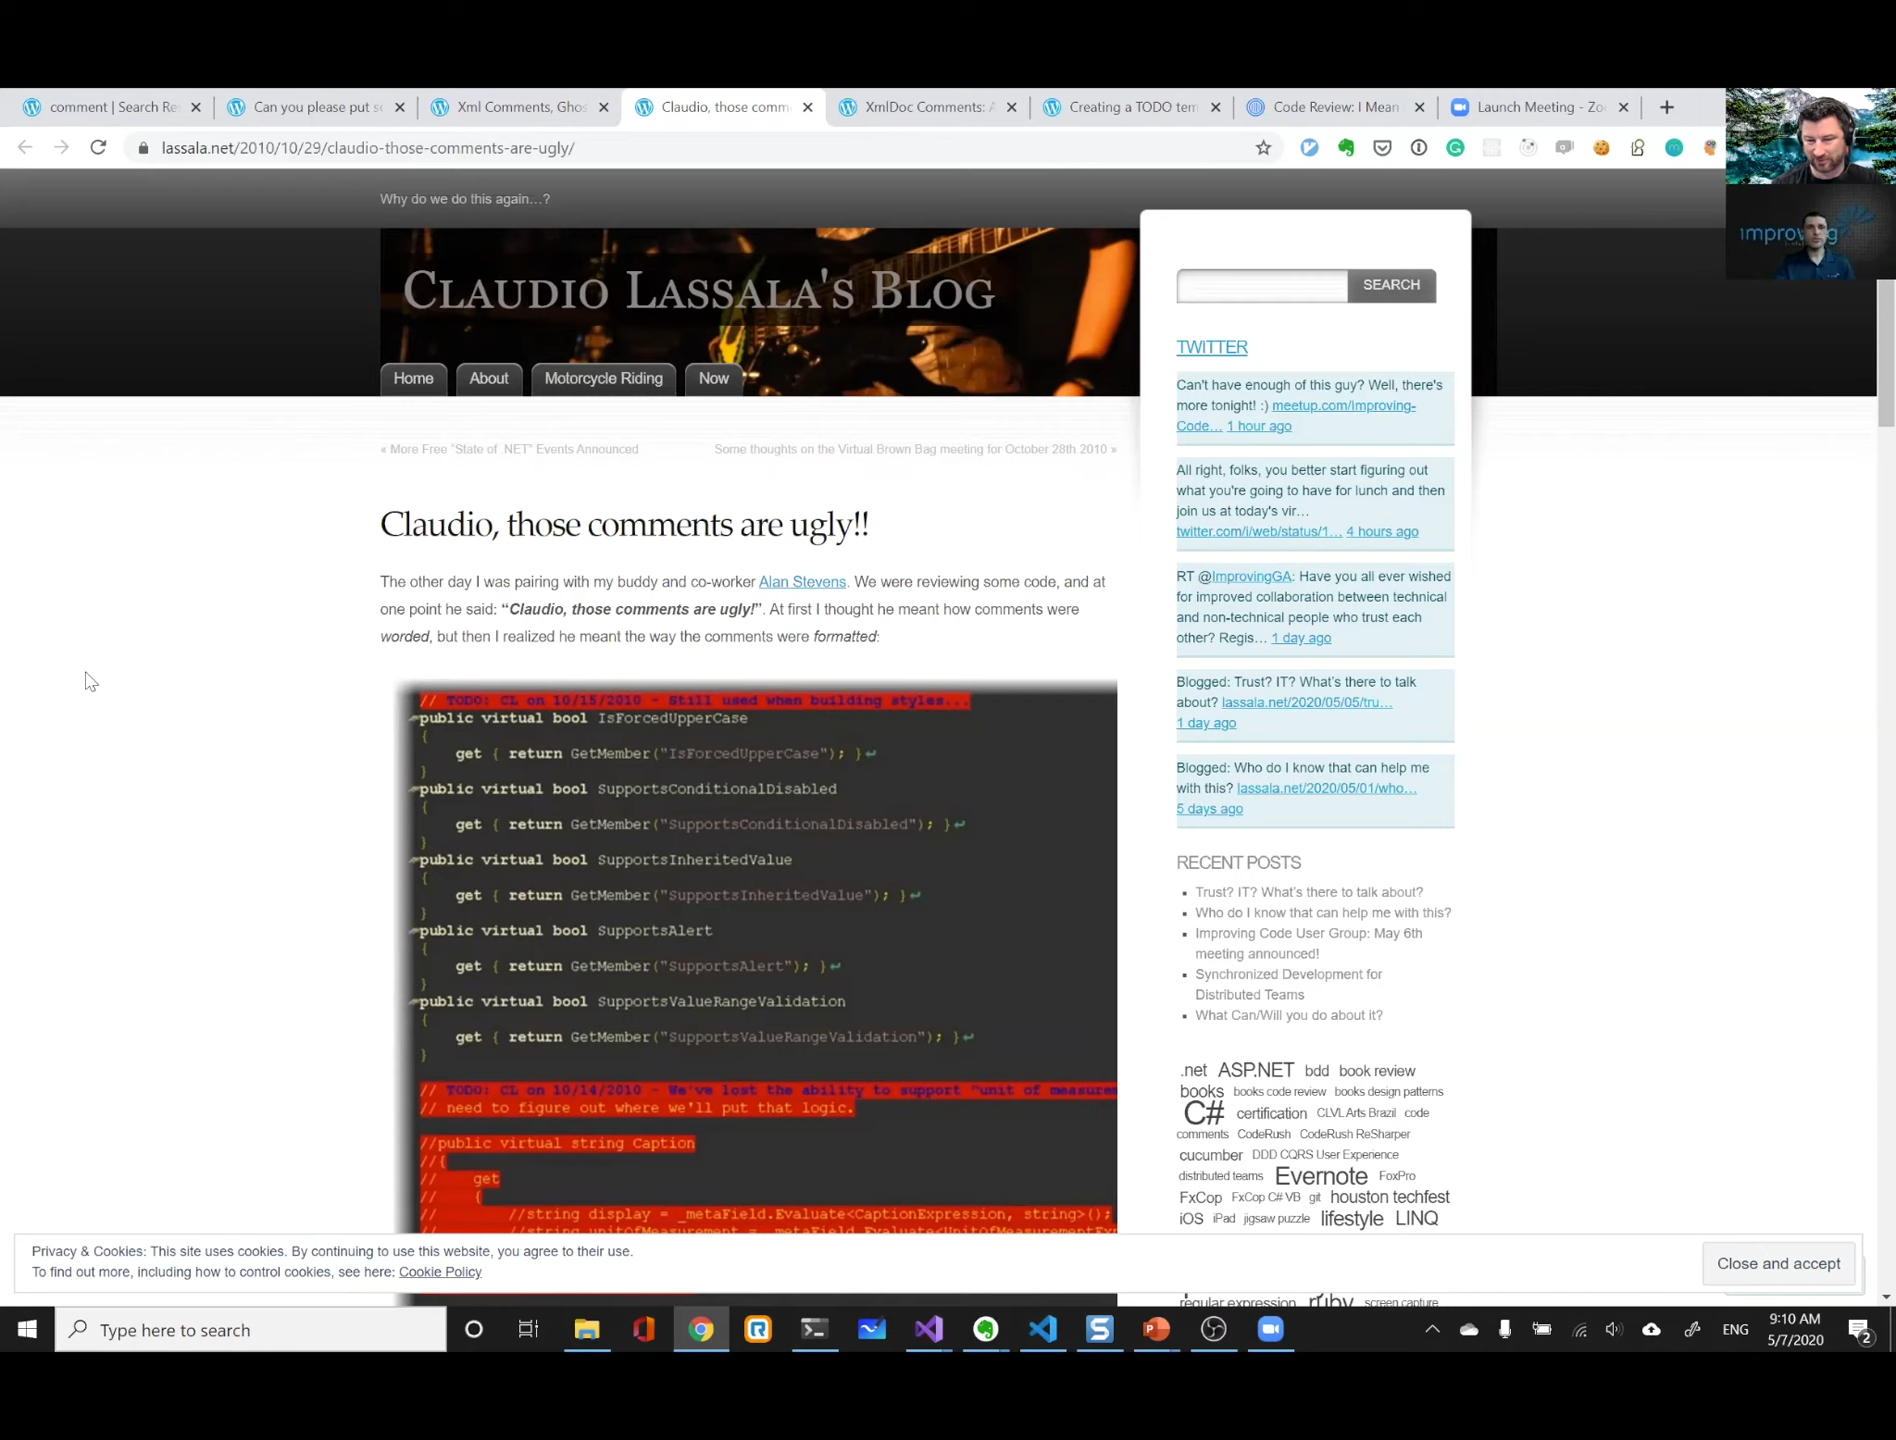 comment | Search Re
Can you please put so
Xml Comments, Ghos
Claudio, those comm
XmlDoc Comments: A
Creating a TODO tem
Code Review: I Mean
Launch Meeting - Zo
lassala.net/2010/10/29/claudio-those-comments-are-ugly/
improving
Why do we do this again…?
Claudio Lassala's Blog
SEARCH
Home
About
Motorcycle Riding
Now
TWITTER
Can't have enough of this guy? Well, there's
more tonight! :) meetup.com/Improving-
Code… 1 hour ago
All right, folks, you better start figuring out
what you're going to have for lunch and then
join us at today's vir…
twitter.com/i/web/status/1… 4 hours ago
RT @ImprovingGA: Have you all ever wished
for improved collaboration between technical
and non-technical people who trust each
other? Regis… 1 day ago
Blogged: Trust? IT? What's there to talk
about? lassala.net/2020/05/05/tru…
1 day ago
Blogged: Who do I know that can help me
with this? lassala.net/2020/05/01/who…
5 days ago
RECENT POSTS
Trust? IT? What's there to talk about?
Who do I know that can help me with this?
Improving Code User Group: May 6th
meeting announced!
Synchronized Development for
Distributed Teams
What Can/Will you do about it?
.net ASP.NET bdd book review
books books code review books design patterns
C# certification CLVL Arts Brazil code
comments CodeRush CodeRush ReSharper
cucumber DDD CQRS User Experience
distributed teams Evernote FoxPro
FxCop FxCop C# VB git houston techfest
iOS iPad jigsaw puzzle lifestyle LINQ
regular expression ruby screen capture
« More Free "State of .NET" Events Announced
Some thoughts on the Virtual Brown Bag meeting for October 28th 2010 »
Claudio, those comments are ugly!!
The other day I was pairing with my buddy and co-worker Alan Stevens. We were reviewing some code, and at
one point he said: “Claudio, those comments are ugly!”. At first I thought he meant how comments were
worded, but then I realized he meant the way the comments were formatted:
// TODO: CL on 10/15/2010 - Still used when building styles...
public virtual bool IsForcedUpperCase
{
get { return GetMember("IsForcedUpperCase"); }
}
public virtual bool SupportsConditionalDisabled
{
get { return GetMember("SupportsConditionalDisabled"); }
}
public virtual bool SupportsInheritedValue
{
get { return GetMember("SupportsInheritedValue"); }
}
public virtual bool SupportsAlert
{
get { return GetMember("SupportsAlert"); }
}
public virtual bool SupportsValueRangeValidation
{
get { return GetMember("SupportsValueRangeValidation"); }
}
// TODO: CL on 10/14/2010 - We've lost the ability to support "unit of measurem
// need to figure out where we'll put that logic.
//public virtual string Caption
//{
// get
// {
// //string display = _metaField.Evaluate<CaptionExpression, string>();
// //string unitOfMeasurement = _metaField.Evaluate<UnitOfMeasurementEx
Privacy & Cookies: This site uses cookies. By continuing to use this website, you agree to their use.
To find out more, including how to control cookies, see here: Cookie Policy
Close and accept
Type here to search
ENG
9:10 AM
5/7/2020
2